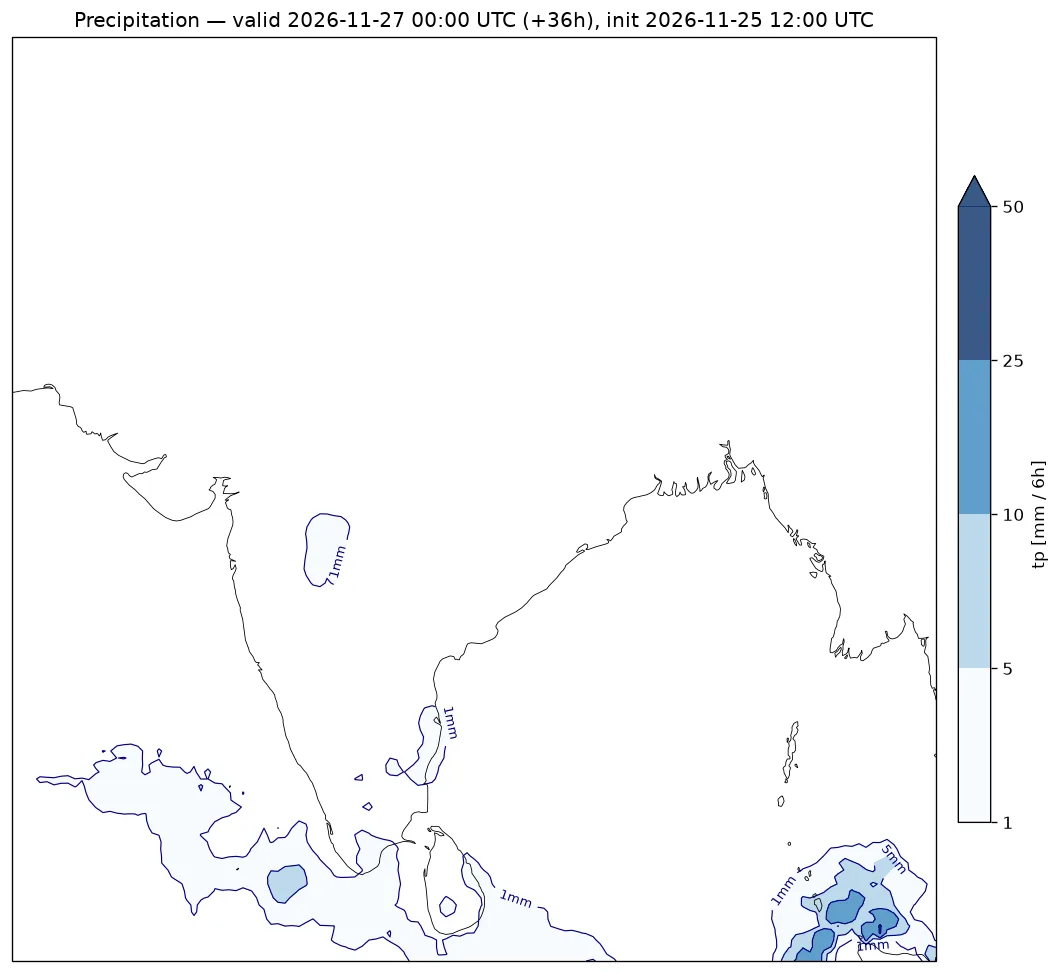 Precipitation — valid 2026-11-27 00:00 UTC (+36h), init 2026-11-25 12:00 UTC
50
25
10
5
1
tp [mm / 6h]
1mm
1mm
1mm
5mm
1mm
1mm